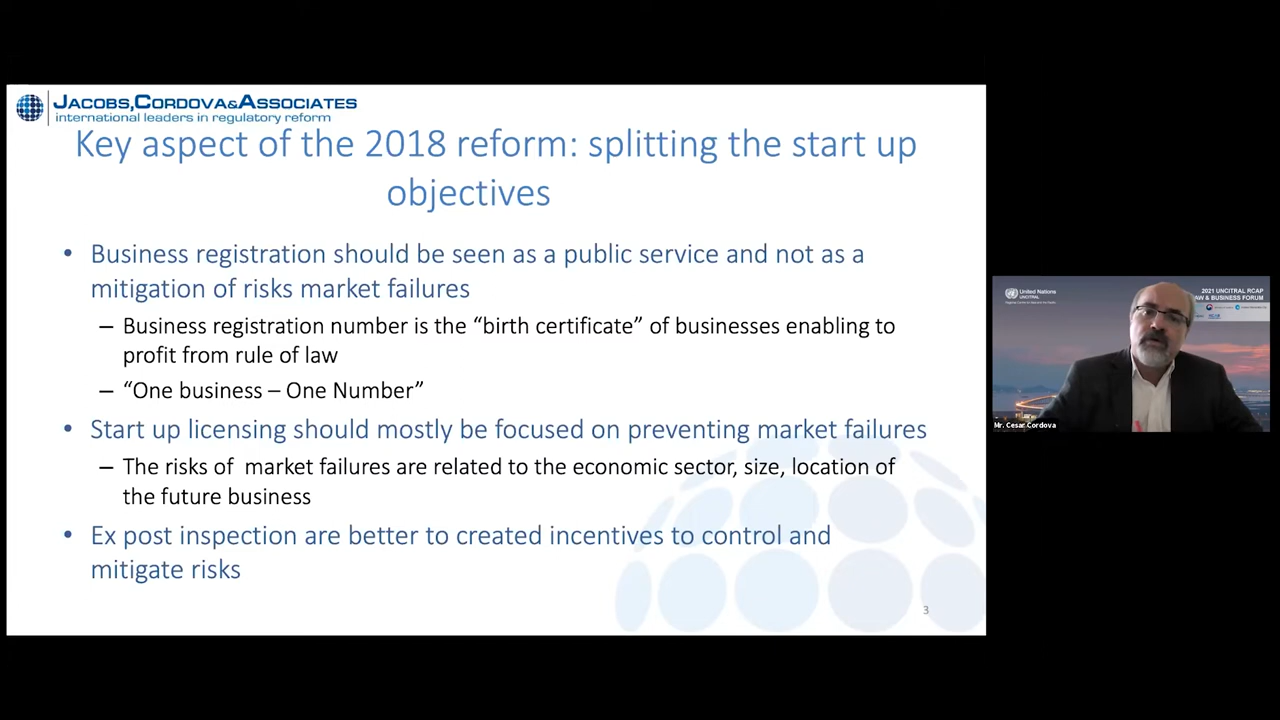 JACOBS, CORDOVA & ASSOCIATES
international leaders in regulatory reform
Key aspect of the 2018 reform: splitting the start up
objectives
• Business registration should be seen as a public service and not as a
mitigation of risks market failures
– Business registration number is the “birth certificate” of businesses enabling to
profit from rule of law
– “One business – One Number”
• Start up licensing should mostly be focused on preventing market failures
– The risks of market failures are related to the economic sector, size, location of
the future business
• Ex post inspection are better to created incentives to control and
mitigate risks
3
United Nations
UNCITRAL
2021 UNCITRAL RCAP
& BUSINESS FORUM
Mr. Cesar Cordova